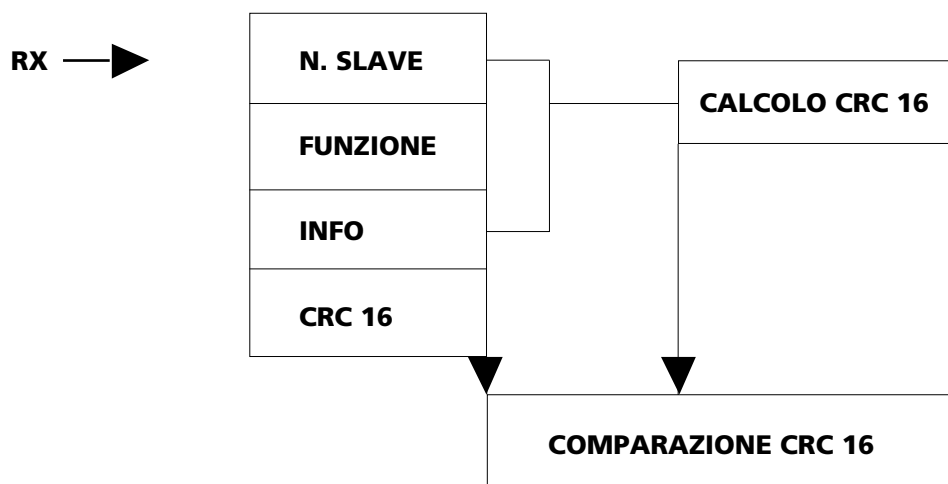 RX
N. SLAVE
FUNZIONE
INFO
CRC 16
CALCOLO CRC 16
COMPARAZIONE CRC 16